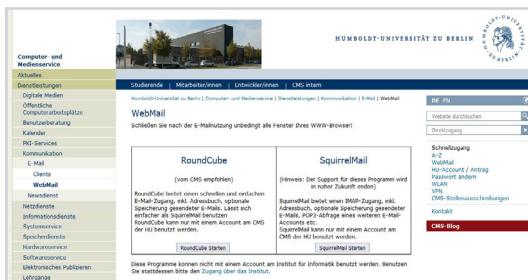 HUMBOLDT-UNIVERSITÄT ZU BERLIN
Computer- und
Medienservice
Aktuelles
Dienstleistungen
Digitale Medien
Öffentliche
Computerarbeitsplätze
Benutzerberatung
Kalender
PKI-Services
Kommunikation
E-Mail
Clients
WebMail
Newsdienst
Netzdienste
Informationsdienste
Systemservice
Speicherdienste
Hardwareservice
Softwareservice
Elektronisches Publizieren
Lehrgänge
Studierende | Mitarbeiter/innen | Entwickler/innen | CMS intern
Humboldt-Universität zu Berlin | Computer- und Medienservice | Dienstleistungen | Kommunikation | E-Mail | WebMail
WebMail
Schließen Sie nach der E-Mailnutzung unbedingt alle Fenster Ihres WWW-Browsers!
RoundCube
(vom CMS empfohlen)
RoundCube bietet einen schnellen und einfachen
E-Mail-Zugang, inkl. Adressbuch, optionale
Speicherung gesendeter E-Mails. Lässt sich
einfacher als SquirrelMail benutzen
RoundCube kann nur mit einem Account am CMS
der HU benutzt werden.
RoundCube Starten
SquirrelMail
(Hinweis: Der Support für dieses Programm wird
in naher Zukunft enden)
SquirrelMail bietet einen IMAP-Zugang, inkl.
Adressbuch, optionale Speicherung gesendeter
E-Mails, POP3-Abfrage eines weiteren E-Mail-
Accounts etc.
SquirrelMail kann nur mit einem Account am
CMS der HU benutzt werden.
SquirrelMail Starten
Diese Programme können nicht mit einem Account am Institut für Informatik benutzt werden. Benutzen
Sie stattdessen bitte den Zugang über das Institut.
DE EN
Website durchsuchen
Direktzugang
Schnellzugang
A-Z
WebMail
HU-Account / Antrag
Passwort ändern
WLAN
VPN
CMS-Stellenausschreibungen
Kontakt
CMS-Blog